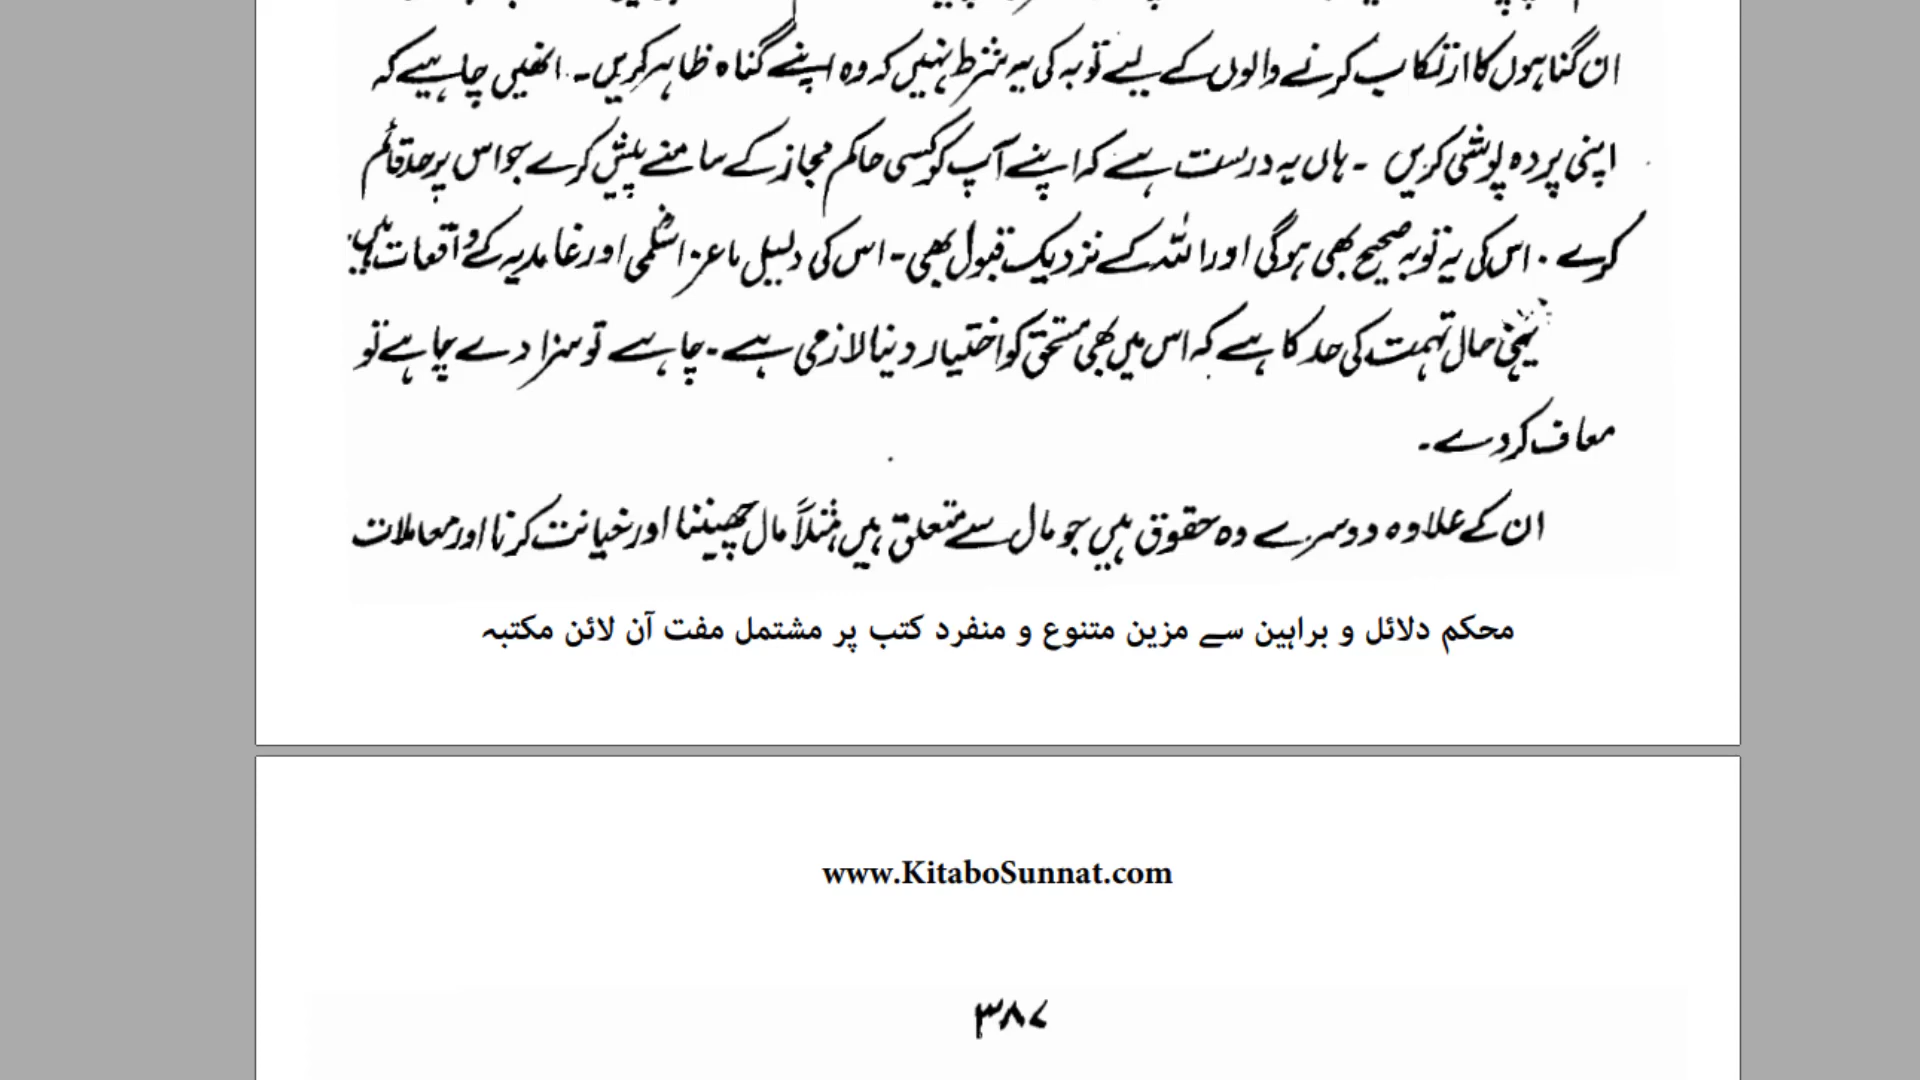 ان گناہوں کا ارتکاب کرنے والوں کے لیے توبہ کی یہ شرط نہیں کہ وہ اپنے گناہ ظاہر کریں۔ انھیں چاہیے کہ
اپنی پردہ پوشی کریں ۔ ہاں یہ درست ہے کہ اپنے آپ کو کسی حاکم مجاز کے سامنے پیش کرے جو اس پر حد قائم
کرے ۔ اس کی یہ توبہ صحیح بھی ہوگی اور اللہ کے نزدیک قبول بھی۔ اس کی دلیل ماعز اسلمی اور غامدیہ کے واقعات ہیں
یہی حال تہمت کی حد کا ہے کہ اس میں بھی مستحق کو اختیار دینا لازمی ہے۔ چاہے تو سزا دے چاہے تو
معاف کر دے۔
ان کے علاوہ دوسرے وہ حقوق ہیں جو مال سے متعلق ہیں مثلاً مال چھیننا اور خیانت کرنا اور معاملات
محکم دلائل و براہین سے مزین متنوع و منفرد کتب پر مشتمل مفت آن لائن مکتبہ
www.KitaboSunnat.com
۳۸۷